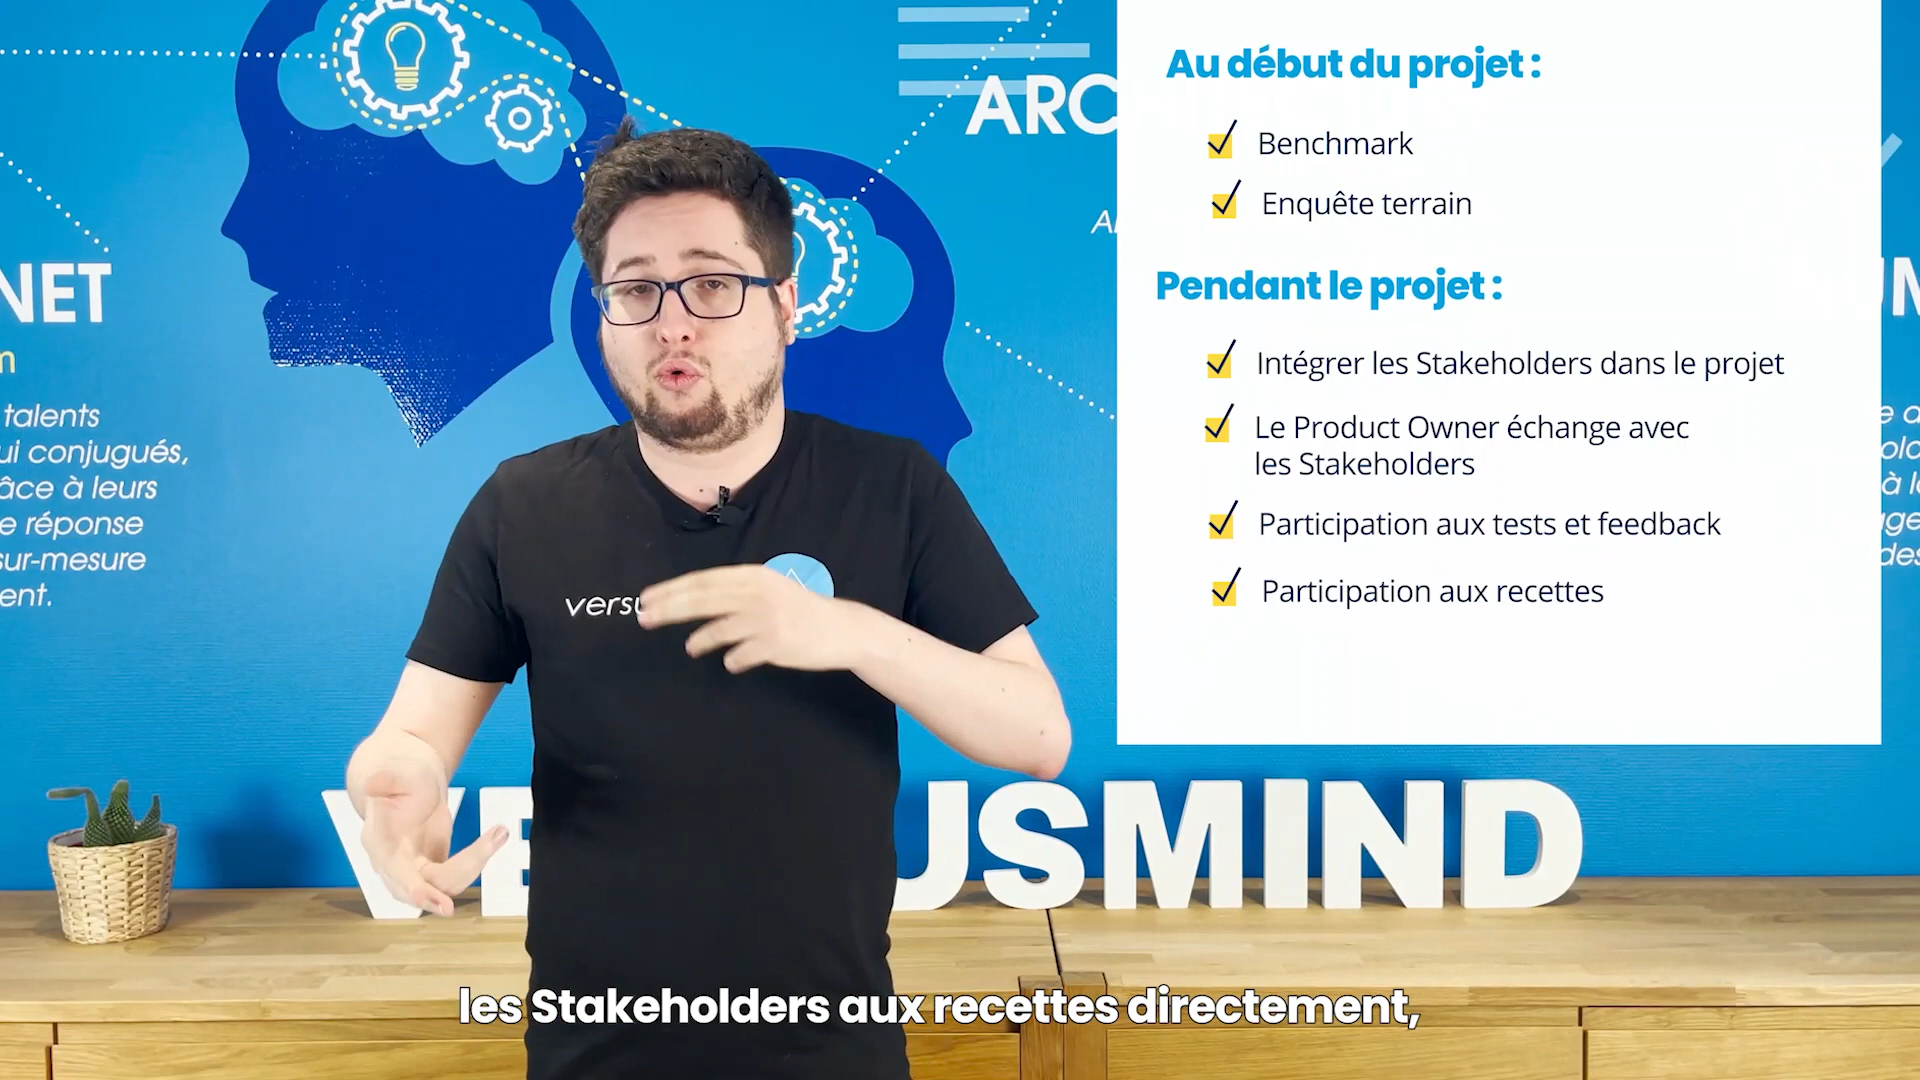 ARC
NET
talents
ui conjugués,
âce à leurs
e réponse
sur-mesure
ent.
Au début du projet :
Benchmark
Enquête terrain
Pendant le projet :
Intégrer les Stakeholders dans le projet
Le Product Owner échange avec
les Stakeholders
Participation aux tests et feedback
Participation aux recettes
versu
VE USMIND
les Stakeholders aux recettes directement,